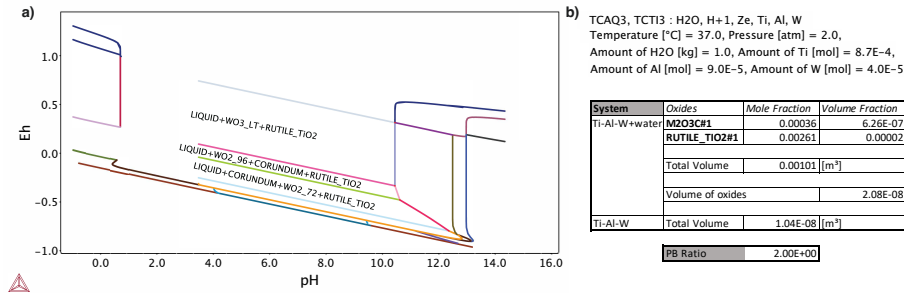 a)
1.0
0.5
0.0
−0.5
−1.0
Eh
0.0
2.0
4.0
6.0
8.0
10.0
12.0
14.0
16.0
pH
LIQUID+WO3_LT+RUTILE_TiO2
LIQUID+WO2_96+CORUNDUM+RUTILE_TiO2
LIQUID+CORUNDUM+WO2_72+RUTILE_TiO2
b)
TCAQ3, TCTI3 : H2O, H+1, Ze, Ti, Al, W
Temperature [°C] = 37.0, Pressure [atm] = 2.0,
Amount of H2O [kg] = 1.0, Amount of Ti [mol] = 8.7E-4,
Amount of Al [mol] = 9.0E-5, Amount of W [mol] = 4.0E-5
System Oxides Mole Fraction Volume Fraction
Ti-Al-W+water M2O3C#1 0.00036 6.26E-07
RUTILE_TIO2#1 0.00261 0.00002
Total Volume 0.00101 [m³]
Volume of oxides 2.08E-08
Ti-Al-W Total Volume 1.04E-08 [m³]
PB Ratio 2.00E+00